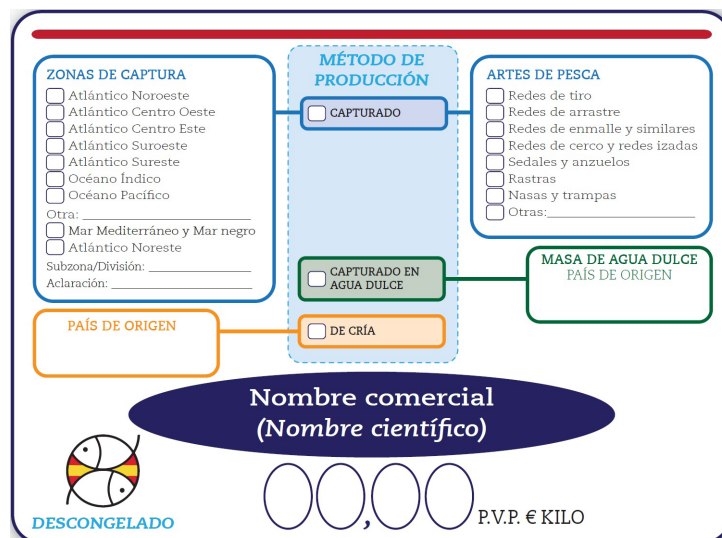 ZONAS DE CAPTURA
Atlántico Noroeste
Atlántico Centro Oeste
Atlántico Centro Este
Atlántico Suroeste
Atlántico Sureste
Océano Índico
Océano Pacífico
Otra:
Mar Mediterráneo y Mar negro
Atlántico Noreste
Subzona/División:
Aclaración:
MÉTODO DE
PRODUCCIÓN
CAPTURADO
CAPTURADO EN
AGUA DULCE
DE CRÍA
ARTES DE PESCA
Redes de tiro
Redes de arrastre
Redes de enmalle y similares
Redes de cerco y redes izadas
Sedales y anzuelos
Rastras
Nasas y trampas
Otras:
MASA DE AGUA DULCE
PAÍS DE ORIGEN
PAÍS DE ORIGEN
Nombre comercial
(Nombre científico)
DESCONGELADO
00,00 P.V.P. € KILO